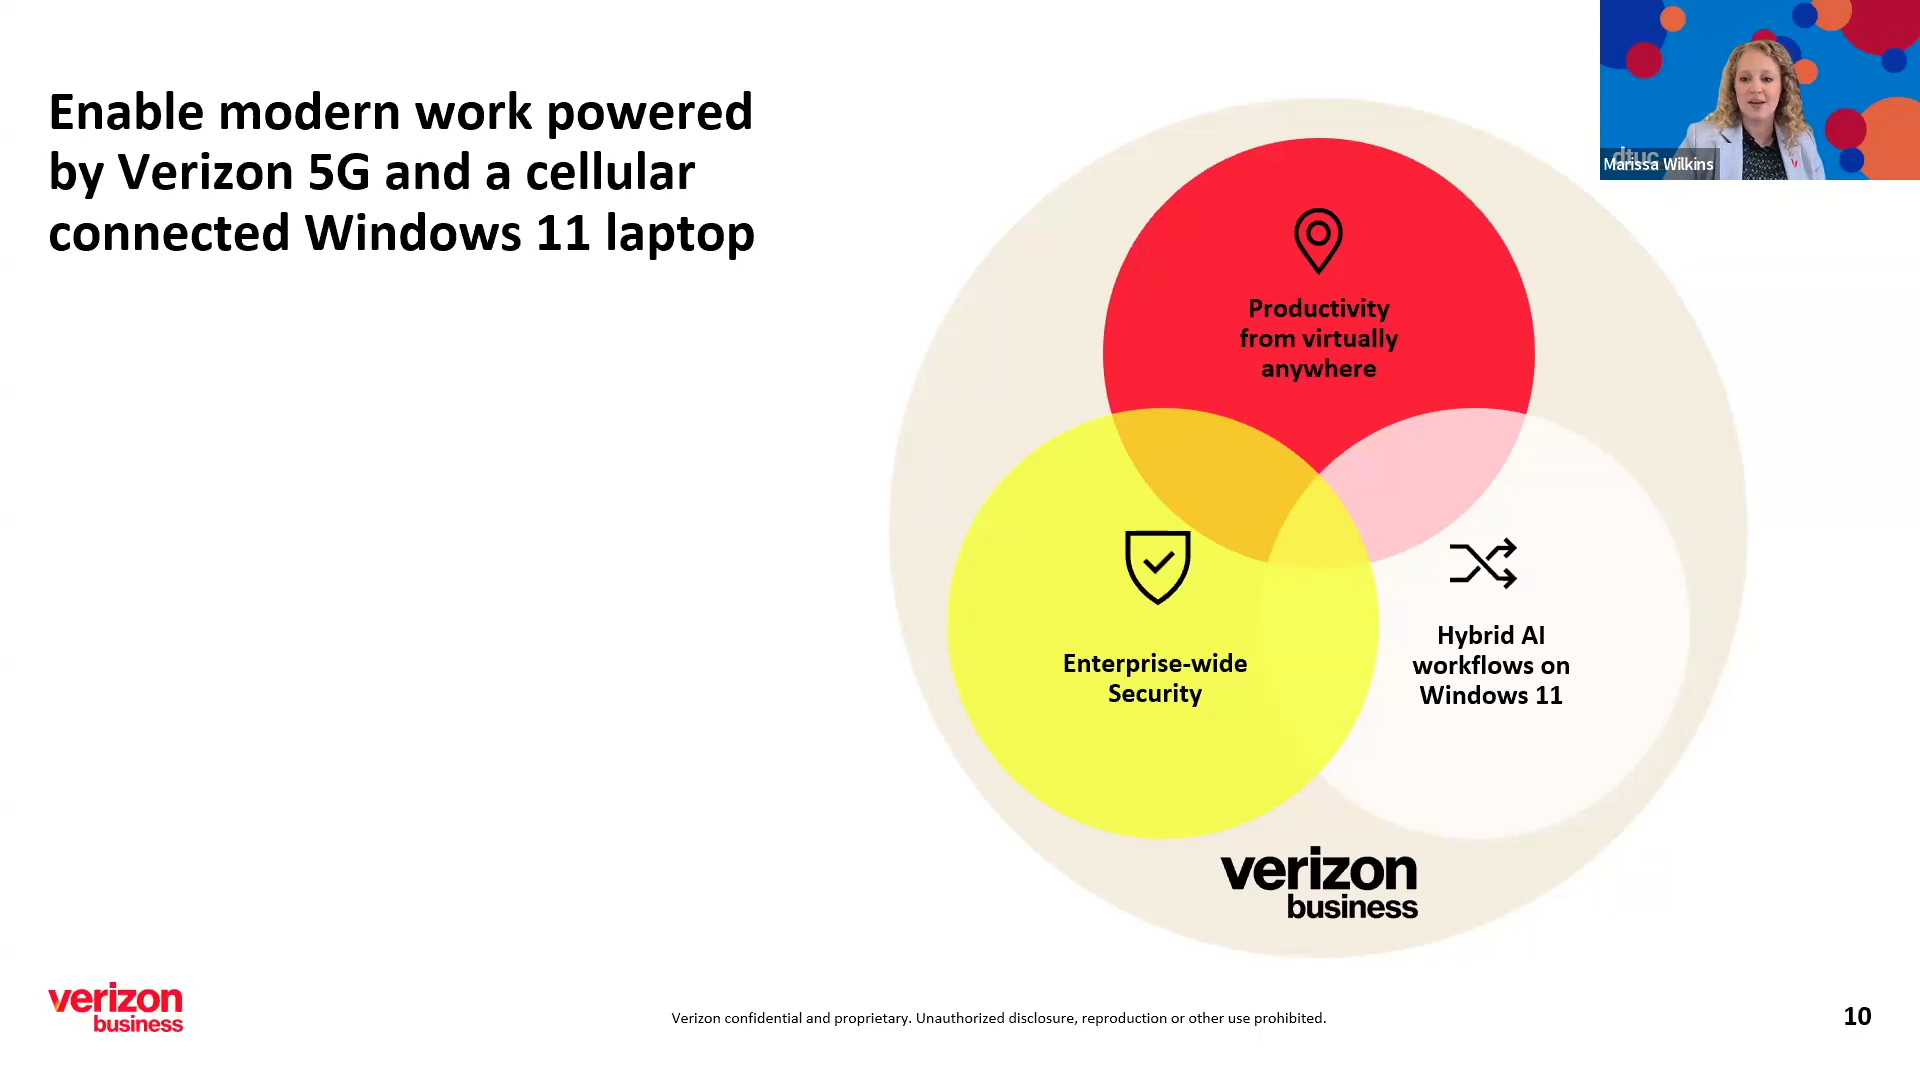 Enable modern work powered
by Verizon 5G and a cellular
connected Windows 11 laptop
dtuc
Marissa Wilkins
Productivity
from virtually
anywhere
Enterprise-wide
Security
Hybrid AI
workflows on
Windows 11
verizon
business
verizon
business
Verizon confidential and proprietary. Unauthorized disclosure, reproduction or other use prohibited.
10